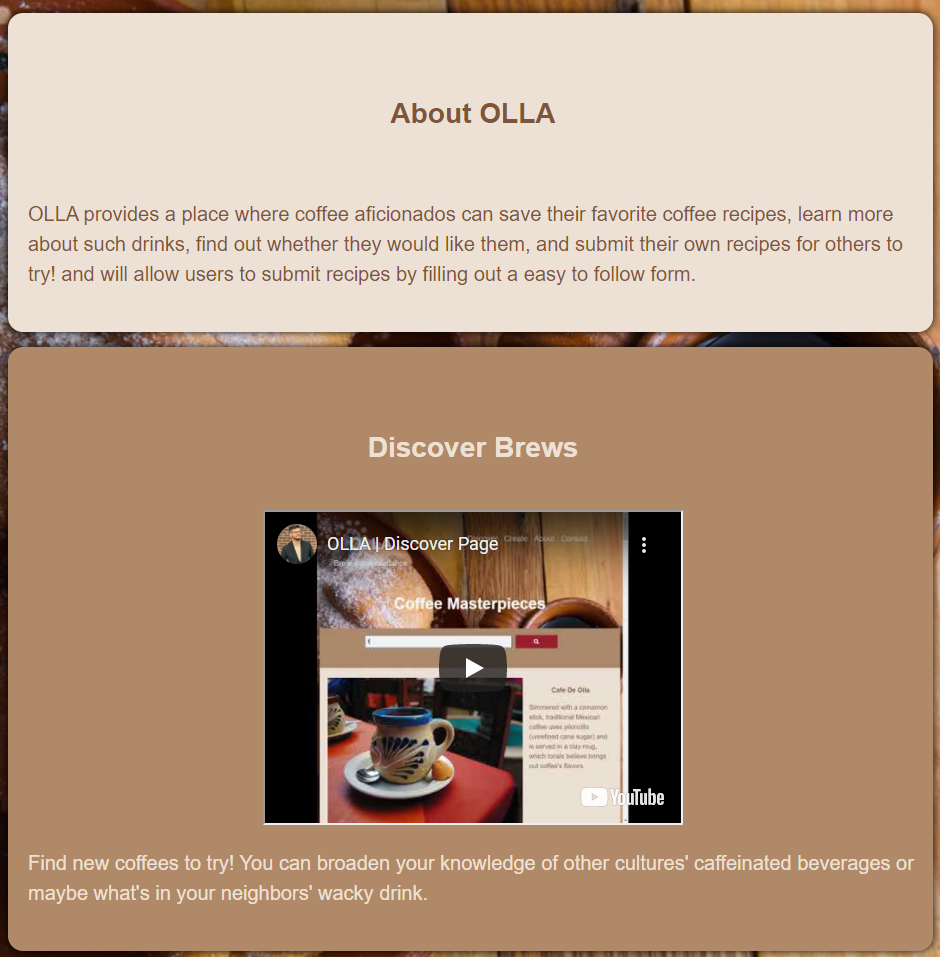 About OLLA
OLLA provides a place where coffee aficionados can save their favorite coffee recipes, learn more
about such drinks, find out whether they would like them, and submit their own recipes for others to
try! and will allow users to submit recipes by filling out a easy to follow form.
Discover Brews
OLLA | Discover Page
Create About Contact
Coffee Masterpieces
Cafe De Olla
Simmered with a cinnamon
stick, traditional Mexican
coffee uses piloncillo
(unrefined cane sugar) and
is served in a clay mug,
which locals believe brings
out coffee's flavors.
YouTube
Find new coffees to try! You can broaden your knowledge of other cultures' caffeinated beverages or
maybe what's in your neighbors' wacky drink.